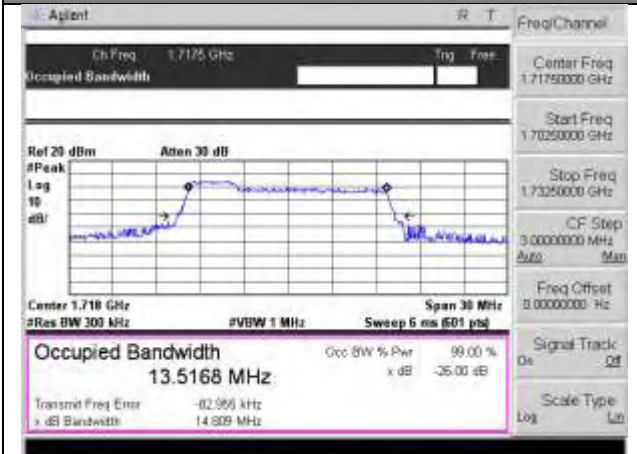 Agilent R T
Freq/Channel
Ch Freq 1.7175 GHz Trig Free
Occupied Bandwidth
Center Freq
1.71750000 GHz
Start Freq
1.70250000 GHz
Stop Freq
1.73250000 GHz
CF Step
3.00000000 MHz
Auto Man
Freq Offset
0.00000000 Hz
Signal Track
On Off
Scale Type
Log Lin
Ref 20 dBm Atten 30 dB
#Peak
Log
10
dB/
Center 1.718 GHz Span 30 MHz
#Res BW 300 kHz #VBW 1 MHz Sweep 6 ms (601 pts)
Occupied Bandwidth Occ BW % Pwr 99.00 %
13.5168 MHz x dB -26.00 dB
Transmit Freq Error -82.955 kHz
x dB Bandwidth 14.809 MHz